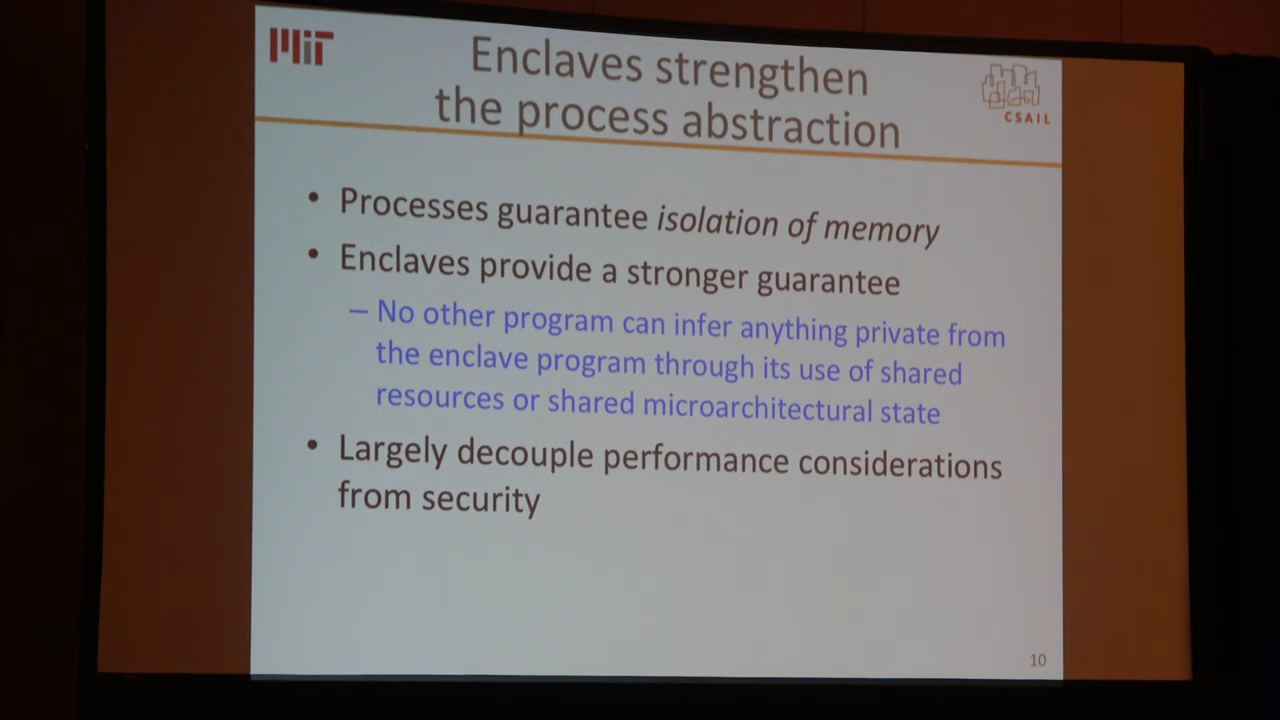 MIT
Enclaves strengthen
the process abstraction
CSAIL
• Processes guarantee isolation of memory
• Enclaves provide a stronger guarantee
– No other program can infer anything private from
the enclave program through its use of shared
resources or shared microarchitectural state
• Largely decouple performance considerations
from security
10